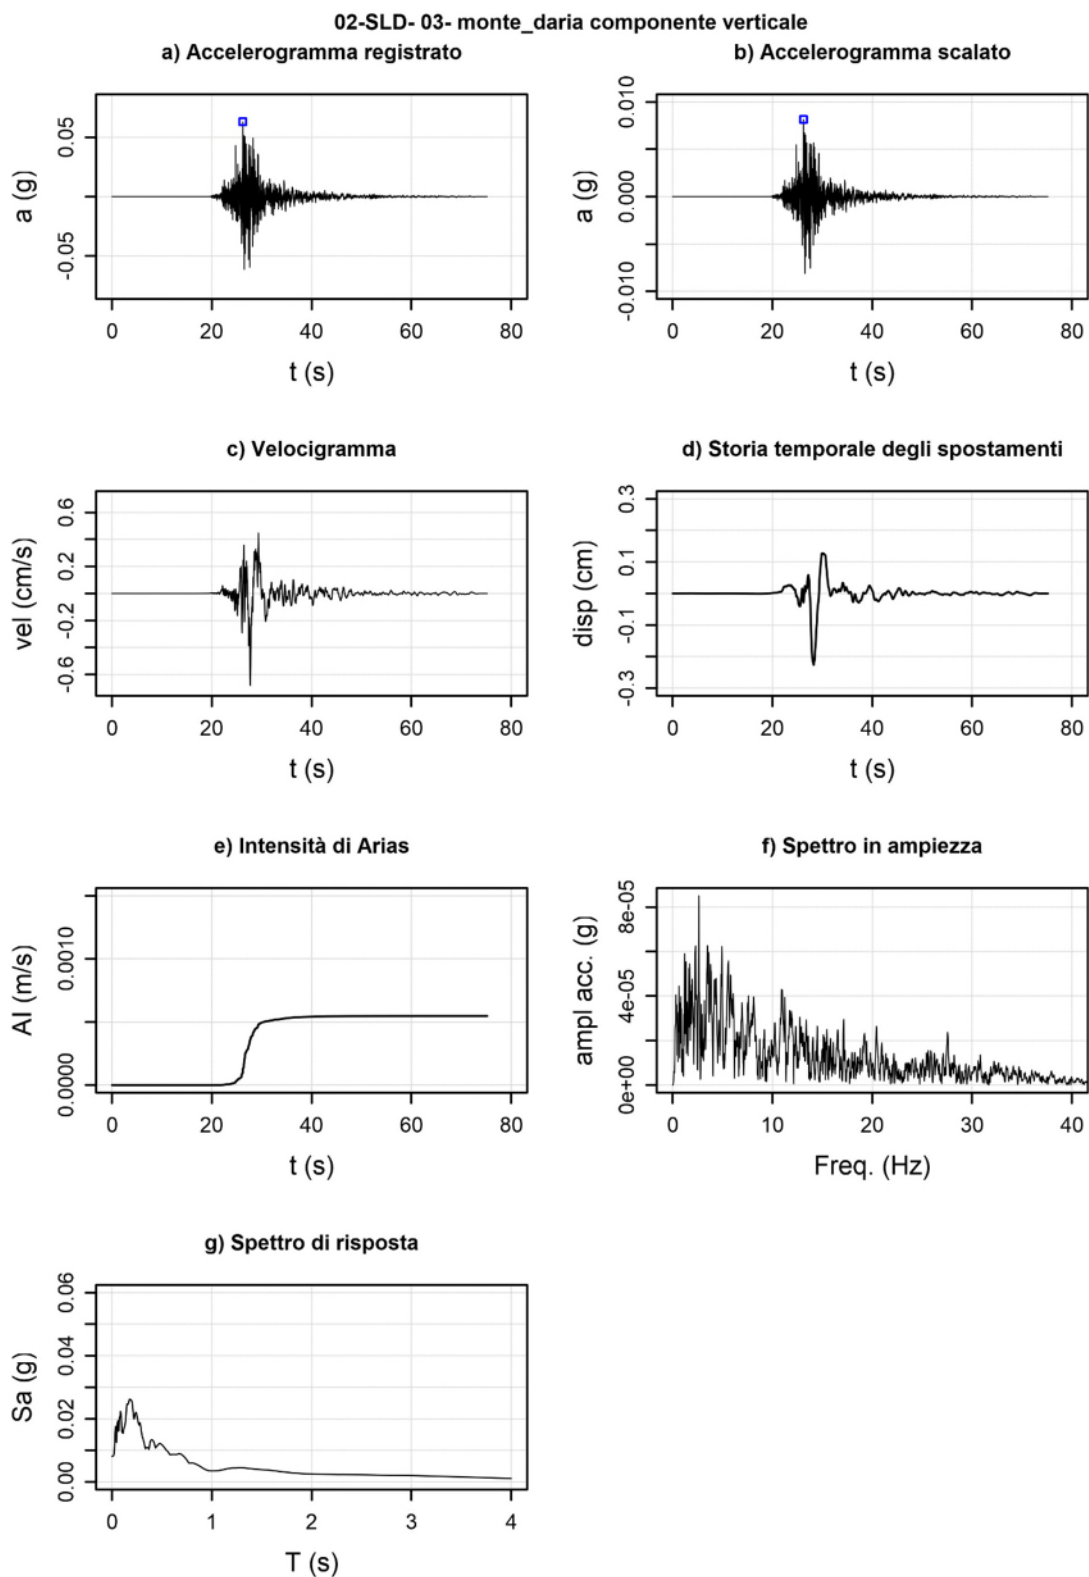 02-SLD- 03- monte_daria componente verticale
a) Accelerogramma registrato
a (g)
0.05
-0.05
0 20 40 60 80
t (s)
b) Accelerogramma scalato
a (g)
0.010
0.000
-0.010
0 20 40 60 80
t (s)
c) Velocigramma
vel (cm/s)
0.6
0.2
-0.2
-0.6
0 20 40 60 80
t (s)
d) Storia temporale degli spostamenti
disp (cm)
0.3
0.1
-0.1
-0.3
0 20 40 60 80
t (s)
e) Intensità di Arias
AI (m/s)
0.0010
0.0000
0 20 40 60 80
t (s)
f) Spettro in ampiezza
ampl acc. (g)
8e-05
4e-05
0e+00
0 10 20 30 40
Freq. (Hz)
g) Spettro di risposta
Sa (g)
0.06
0.04
0.02
0.00
0 1 2 3 4
T (s)